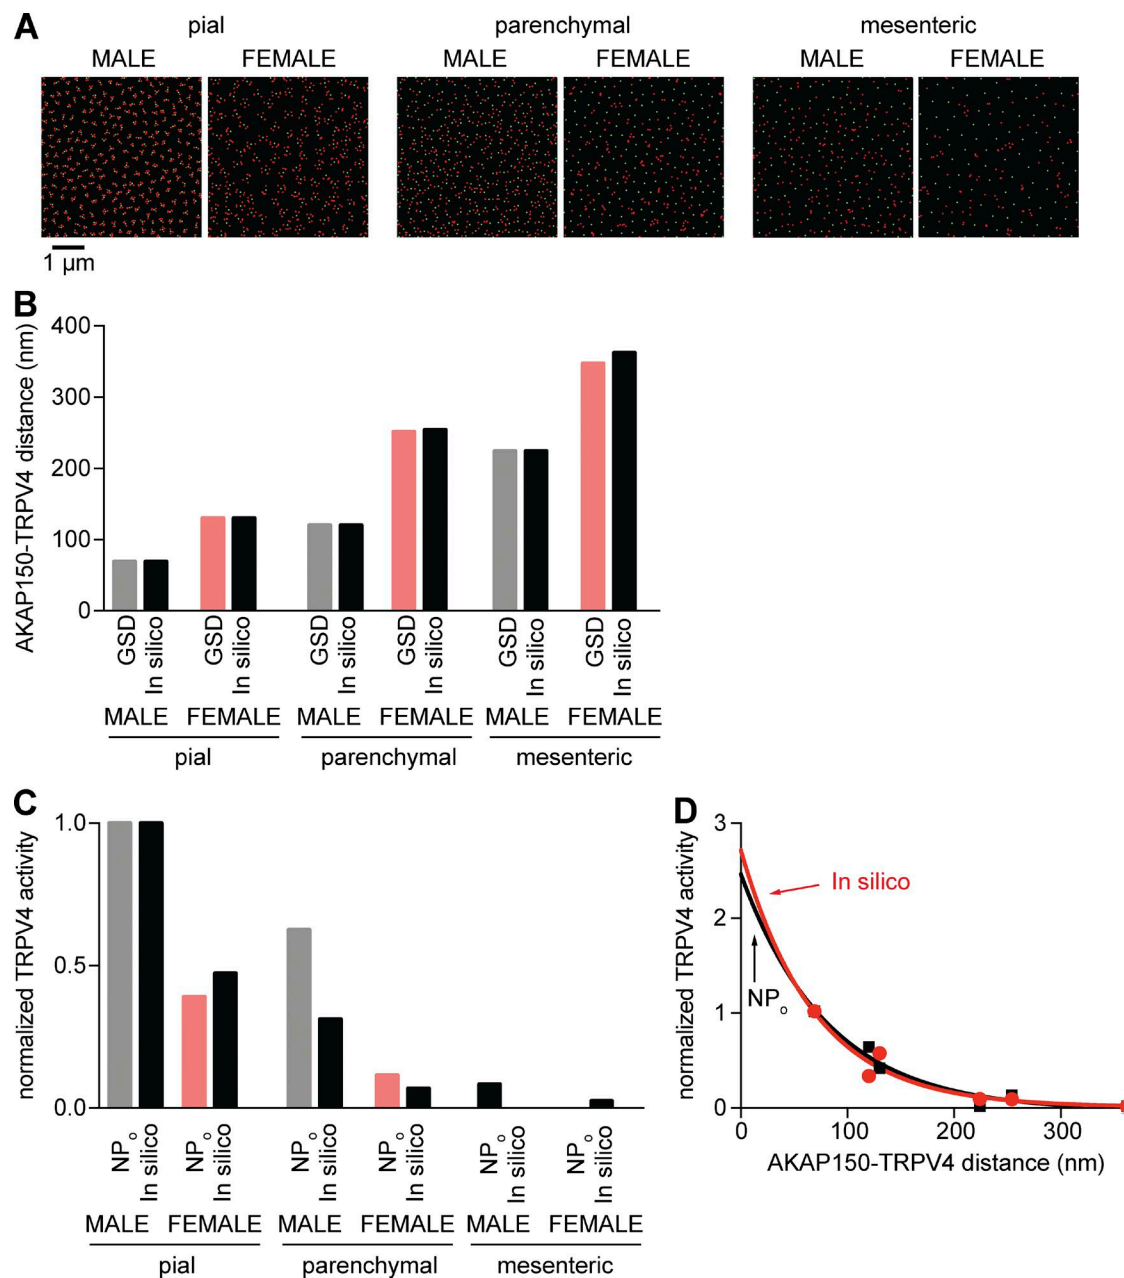 A
pial parenchymal mesenteric
MALE FEMALE MALE FEMALE MALE FEMALE
1 µm
B
AKAP150-TRPV4 distance (nm)
400
300
200
100
0
GSD In silico GSD In silico GSD In silico GSD In silico GSD In silico GSD In silico
MALE FEMALE MALE FEMALE MALE FEMALE
pial parenchymal mesenteric
C
normalized TRPV4 activity
1.0
0.5
0.0
NPo In silico NPo In silico NPo In silico NPo In silico NPo In silico NPo In silico
MALE FEMALE MALE FEMALE MALE FEMALE
pial parenchymal mesenteric
D
normalized TRPV4 activity
3
2
1
0
In silico
NPo
0 100 200 300
AKAP150-TRPV4 distance (nm)